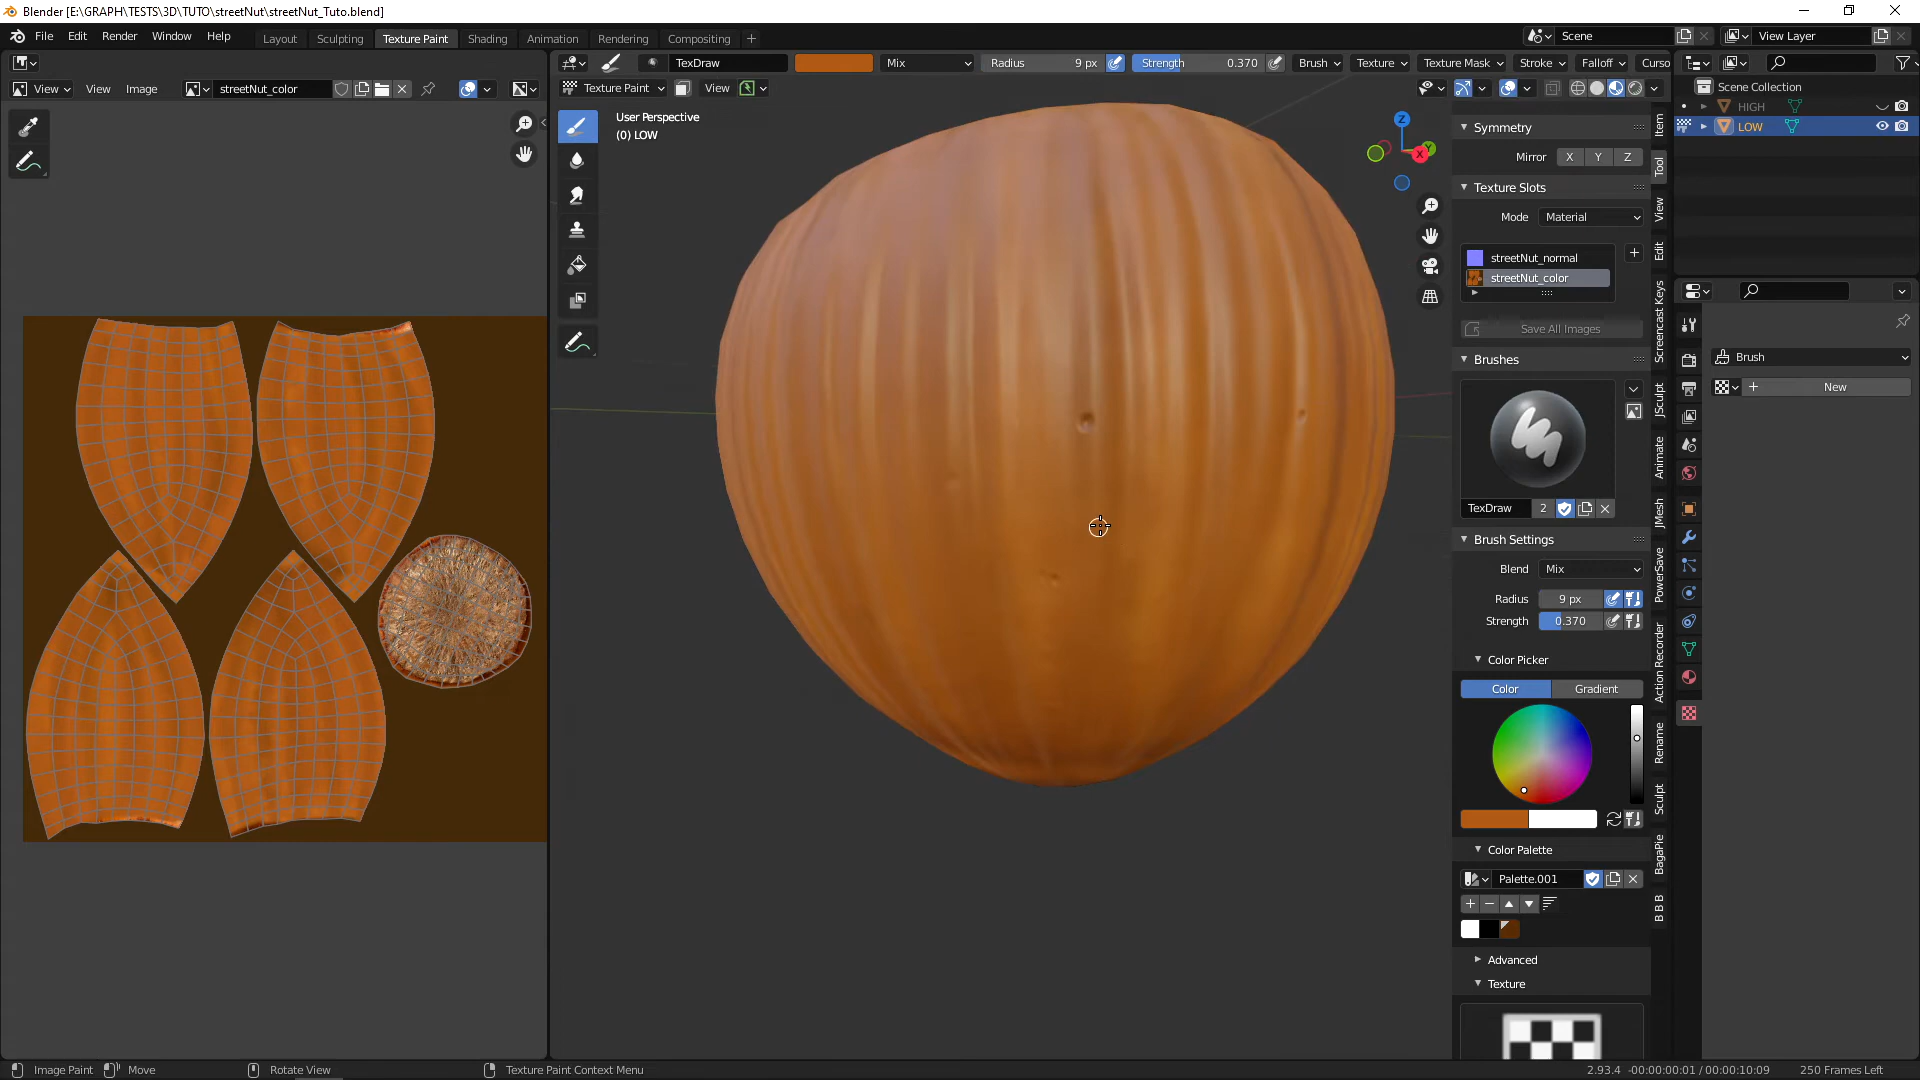 Blender [E:\GRAPH\TESTS\3D\TUTO\streetNut\streetNut_Tuto.blend]
File Edit Render Window Help Layout Sculpting Texture Paint Shading Animation Rendering Compositing Scene View Layer
TexDraw Mix Radius 9 px Strength 0.370 Brush Texture Texture Mask Stroke Falloff Curso
View View Image streetNut_color Texture Paint View
User Perspective
(0) LOW
Z
Y
X
Symmetry
Mirror X Y Z
Texture Slots
Mode Material
streetNut_normal
streetNut_color
Save All Images
Brushes
TexDraw 2
Brush Settings
Blend Mix
Radius 9 px
Strength 0.370
Color Picker
Color Gradient
Color Palette
Palette.001
Advanced
Texture
Item
Tool
View
Edit
Screencast Keys
JSculpt
Animate
JMesh
PowerSave
Action Recorder
Rename
Sculpt
BagaPie
B B B
Scene Collection
HIGH
LOW
Brush
New
Image Paint Move Rotate View Texture Paint Context Menu 2.93.4 -00:00:00:01 / 00:00:10:09 250 Frames Left